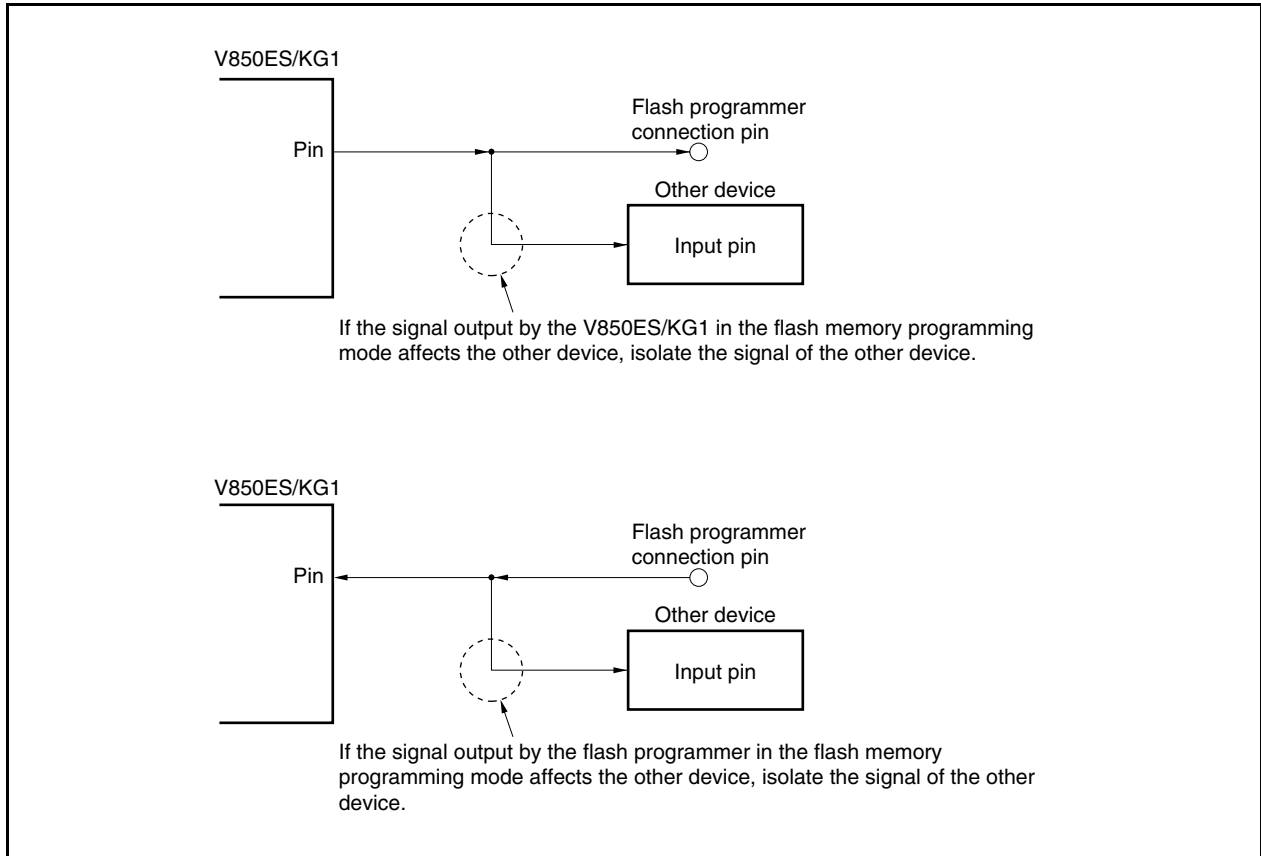 V850ES/KG1
Flash programmer
connection pin
Pin
Other device
Input pin
If the signal output by the V850ES/KG1 in the flash memory programming
mode affects the other device, isolate the signal of the other device.
V850ES/KG1
Flash programmer
connection pin
Pin
Other device
Input pin
If the signal output by the flash programmer in the flash memory
programming mode affects the other device, isolate the signal of the other
device.